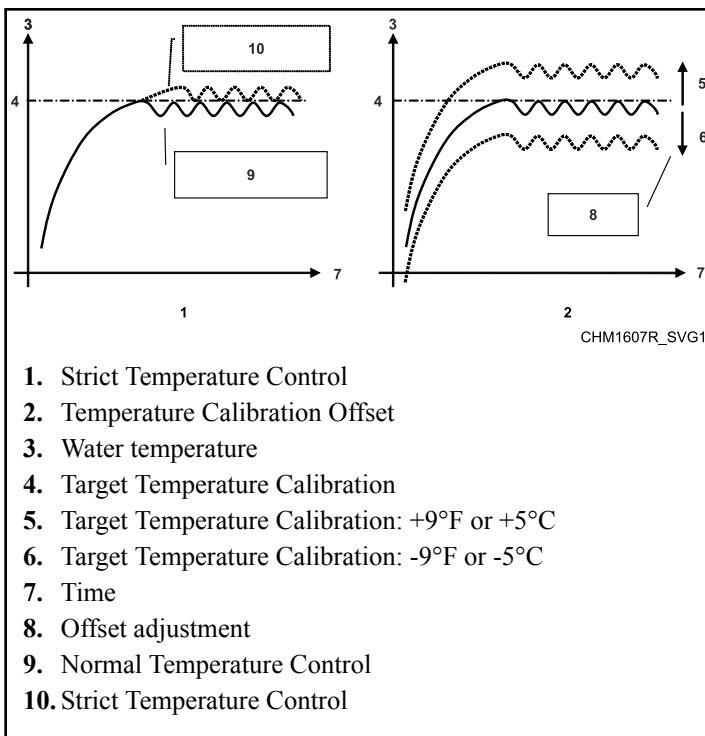 3
10
4
9
7
1
3
4
5
6
8
7
2
CHM1607R_SVG1
1. Strict Temperature Control
2. Temperature Calibration Offset
3. Water temperature
4. Target Temperature Calibration
5. Target Temperature Calibration: +9°F or +5°C
6. Target Temperature Calibration: -9°F or -5°C
7. Time
8. Offset adjustment
9. Normal Temperature Control
10. Strict Temperature Control